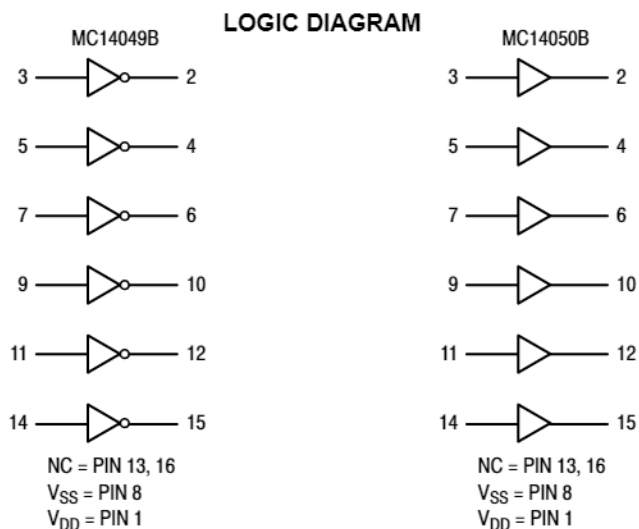 LOGIC DIAGRAM
MC14049B
3 2
5 4
7 6
9 10
11 12
14 15
NC = PIN 13, 16
VSS = PIN 8
VDD = PIN 1
MC14050B
3 2
5 4
7 6
9 10
11 12
14 15
NC = PIN 13, 16
VSS = PIN 8
VDD = PIN 1